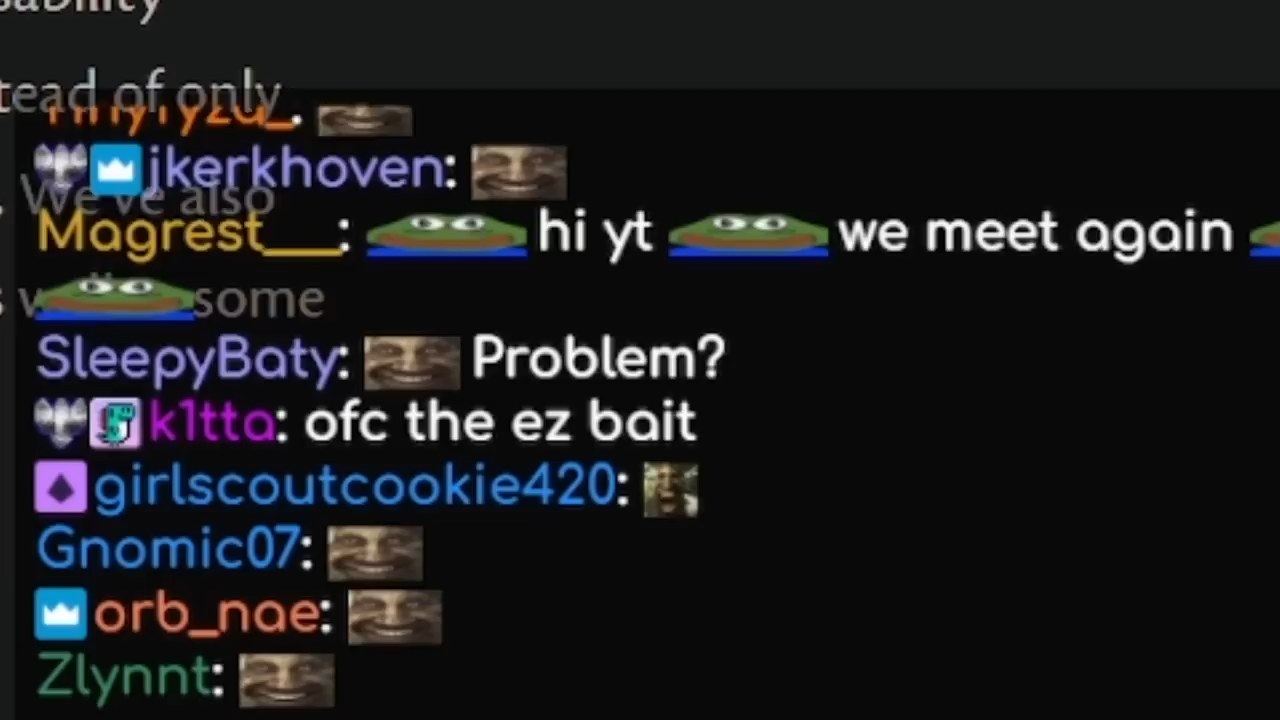 tead of only
jkerkhoven:
We've also
Magrest___: hi yt we meet again
some
SleepyBaty: Problem?
k1tta: ofc the ez bait
girlscoutcookie420:
Gnomic07:
orb_nae:
Zlynnt: